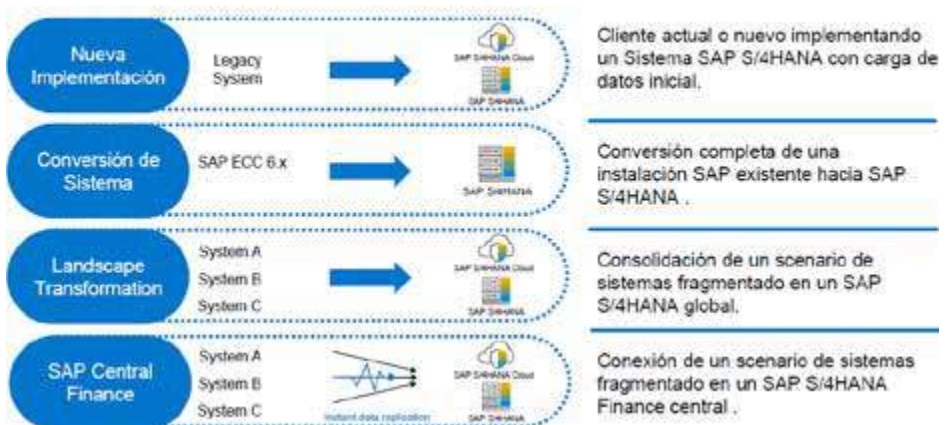 Nueva
Implementación
Legacy
System
SAP S/4HANA Cloud
SAP S/4HANA
Cliente actual o nuevo implementando
un Sistema SAP S/4HANA con carga de
datos inicial.
Conversión de
Sistema
SAP ECC 6.x
SAP S/4HANA
Conversión completa de una
instalación SAP existente hacia SAP
S/4HANA .
Landscape
Transformation
System A
System B
System C
SAP S/4HANA Cloud
SAP S/4HANA
Consolidación de un scenario de
sistemas fragmentado en un SAP
S/4HANA global.
SAP Central
Finance
System A
System B
System C
Instant data replication
SAP S/4HANA Cloud
SAP S/4HANA
Conexión de un scenario de sistemas
fragmentado en un SAP S/4HANA
Finance central .